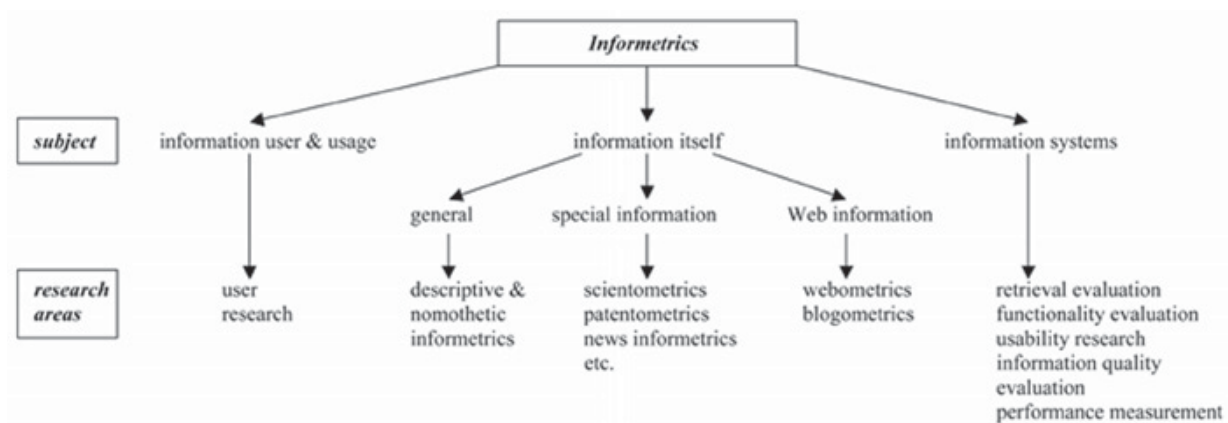 Informetrics
subject
information user & usage
information itself
information systems
general
special information
Web information
research
areas
user
research
descriptive &
nomothetic
informetrics
scientometrics
patentometrics
news informetrics
etc.
webometrics
blogometrics
retrieval evaluation
functionality evaluation
usability research
information quality
evaluation
performance measurement